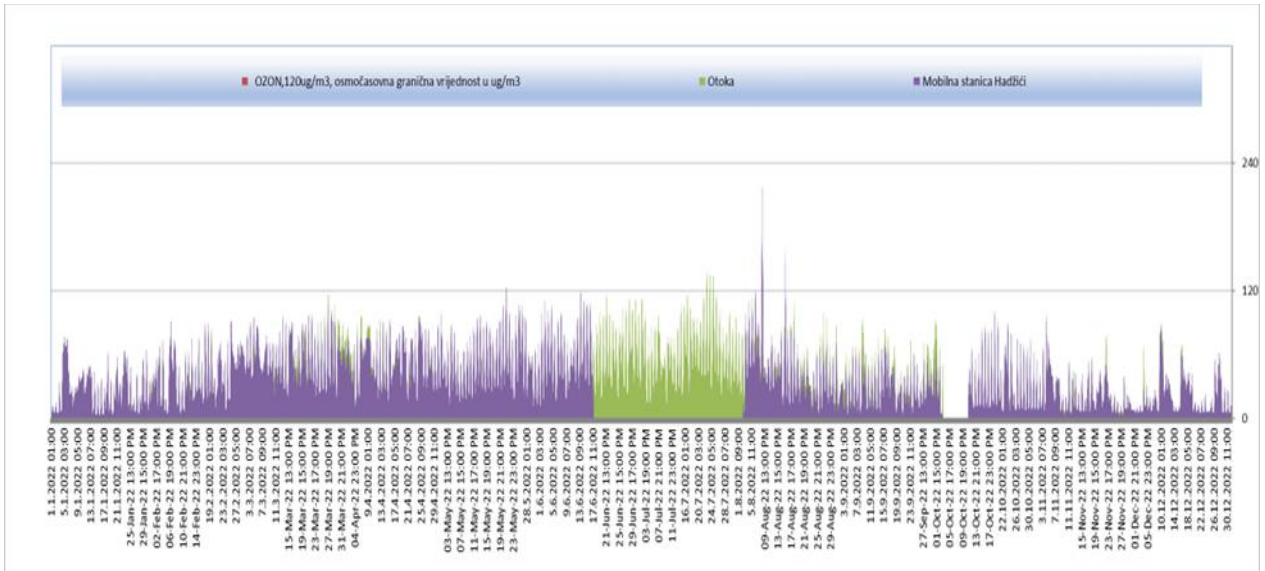 OZON,120ug/m3, osmočasovna granična vrijednost u ug/m3
Otoka
Mobilna stanica Hadžići
240
120
0
1.1.2022 01:00
5.1.2022 03:00
9.1.2022 05:00
13.1.2022 07:00
17.1.2022 09:00
21.1.2022 11:00
25-Jan-22 13:00 PM
29-Jan-22 15:00 PM
02-Feb-22 17:00 PM
06-Feb-22 19:00 PM
10-Feb-22 21:00 PM
14-Feb-22 23:00 PM
19.2.2022 01:00
23.2.2022 03:00
27.2.2022 05:00
3.3.2022 07:00
7.3.2022 09:00
11.3.2022 11:00
15-Mar-22 13:00 PM
19-Mar-22 15:00 PM
23-Mar-22 17:00 PM
27-Mar-22 19:00 PM
31-Mar-22 21:00 PM
04-Apr-22 23:00 PM
9.4.2022 01:00
13.4.2022 03:00
17.4.2022 05:00
21.4.2022 07:00
25.4.2022 09:00
29.4.2022 11:00
03-May-22 13:00 PM
07-May-22 15:00 PM
11-May-22 17:00 PM
15-May-22 19:00 PM
19-May-22 21:00 PM
23-May-22 23:00 PM
28.5.2022 01:00
1.6.2022 03:00
5.6.2022 05:00
9.6.2022 07:00
13.6.2022 09:00
17.6.2022 11:00
21-Jun-22 13:00 PM
25-Jun-22 15:00 PM
29-Jun-22 17:00 PM
03-Jul-22 19:00 PM
07-Jul-22 21:00 PM
11-Jul-22 23:00 PM
16.7.2022 01:00
20.7.2022 03:00
24.7.2022 05:00
28.7.2022 07:00
1.8.2022 09:00
5.8.2022 11:00
09-Aug-22 13:00 PM
13-Aug-22 15:00 PM
17-Aug-22 17:00 PM
21-Aug-22 19:00 PM
25-Aug-22 21:00 PM
29-Aug-22 23:00 PM
3.9.2022 01:00
7.9.2022 03:00
11.9.2022 05:00
15.9.2022 07:00
19.9.2022 09:00
23.9.2022 11:00
27-Sep-22 13:00 PM
01-Oct-22 15:00 PM
05-Oct-22 17:00 PM
09-Oct-22 19:00 PM
13-Oct-22 21:00 PM
17-Oct-22 23:00 PM
22.10.2022 01:00
26.10.2022 03:00
30.10.2022 05:00
3.11.2022 07:00
7.11.2022 09:00
11.11.2022 11:00
15-Nov-22 13:00 PM
19-Nov-22 15:00 PM
23-Nov-22 17:00 PM
27-Nov-22 19:00 PM
01-Dec-22 21:00 PM
05-Dec-22 23:00 PM
10.12.2022 01:00
14.12.2022 03:00
18.12.2022 05:00
22.12.2022 07:00
26.12.2022 09:00
30.12.2022 11:00